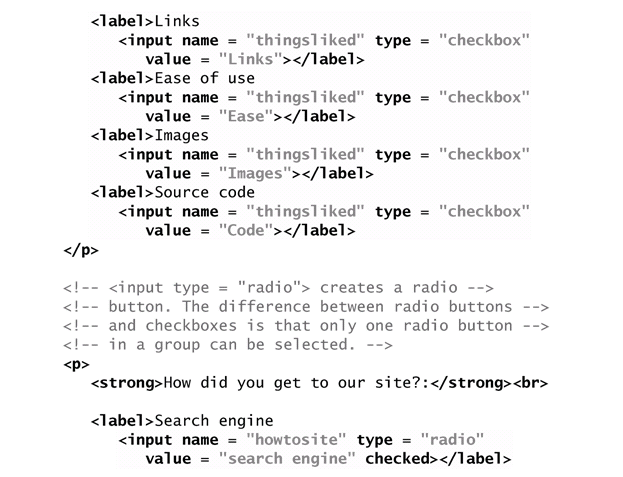 <label>Links
<input name = "thingsliked" type = "checkbox"
value = "Links"></label>
<label>Ease of use
<input name = "thingsliked" type = "checkbox"
value = "Ease"></label>
<label>Images
<input name = "thingsliked" type = "checkbox"
value = "Images"></label>
<label>Source code
<input name = "thingsliked" type = "checkbox"
value = "Code"></label>
</p>
<!-- <input type = "radio"> creates a radio -->
<!-- button. The difference between radio buttons -->
<!-- and checkboxes is that only one radio button -->
<!-- in a group can be selected. -->
<p>
<strong>How did you get to our site?:</strong><br>
<label>Search engine
<input name = "howtosite" type = "radio"
value = "search engine" checked></label>